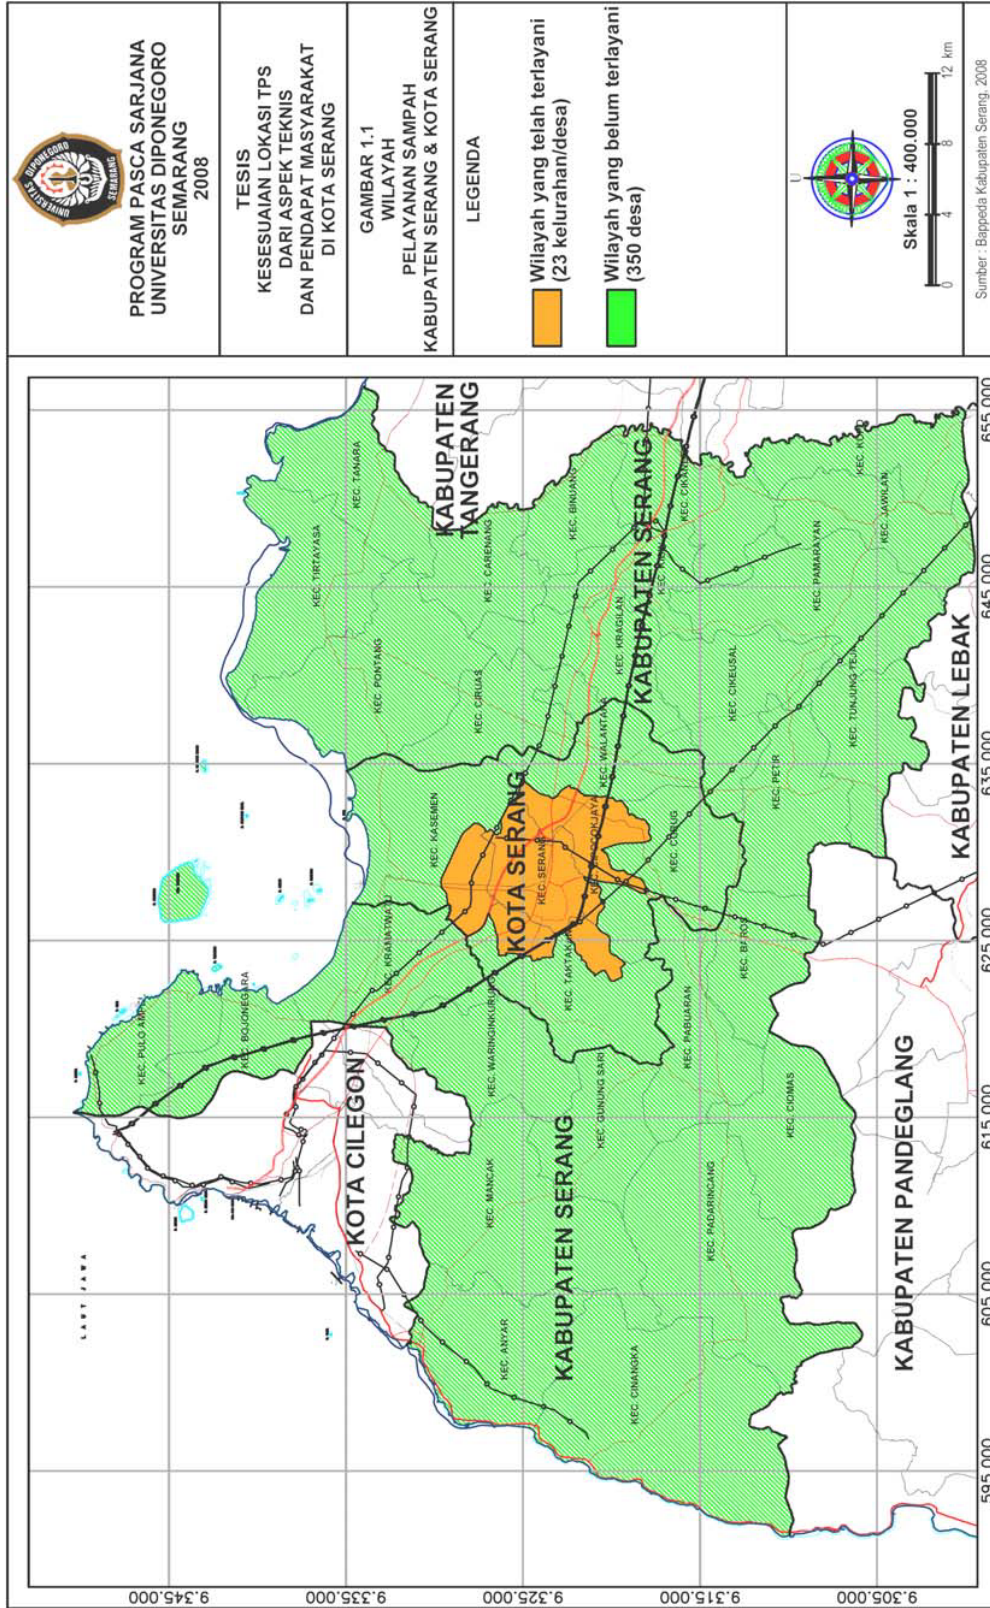 UNIVERSITAS DIPONEGORO
SEMARANG
PROGRAM PASCA SARJANA
UNIVERSITAS DIPONEGORO
SEMARANG
2008
TESIS
KESESUAIAN LOKASI TPS
DARI ASPEK TEKNIS
DAN PENDAPAT MASYARAKAT
DI KOTA SERANG
GAMBAR 1.1
WILAYAH
PELAYANAN SAMPAH
KABUPATEN SERANG & KOTA SERANG
LEGENDA
Wilayah yang telah terlayani
(23 kelurahan/desa)
Wilayah yang belum terlayani
(350 desa)
U
Skala 1 : 400.000
0 4 8 12 km
Sumber : Bappeda Kabupaten Serang, 2008
LAUT JAWA
KEC. PULO AMPEL
KEC. BOJONEGARA
KOTA CILEGON
KEC. KRAMATWATU
KEC. KASEMEN
KEC. PONTANG
KEC. TIRTAYASA
KEC. TANARA
KABUPATEN
TANGERANG
KEC. CARENANG
KEC. CIRUAS
KEC. BINUANG
KEC. ANYAR
KEC. MANCAK
KEC. WARINGINKURUNG
KOTA SERANG
KEC. SERANG
KEC. TAKTAKAN
KEC. WALANTAKA
KEC. KRAGILAN
KABUPATEN SERANG
KABUPATEN SERANG
KEC. GUNUNG SARI
KEC. CINANGKA
KEC. PADARINCANG
KEC. PABUARAN
KEC. CURUG
KEC. CIKEUSAL
KEC. BAROS
KEC. PETIR
KEC. CIOMAS
KEC. PAMARAYAN
KEC. TUNJUNG TEJA
KEC. JAWILAN
KABUPATEN PANDEGLANG
KABUPATEN LEBAK
9.345.000
9.335.000
9.325.000
9.315.000
9.305.000
595.000
605.000
615.000
625.000
635.000
645.000
655.000